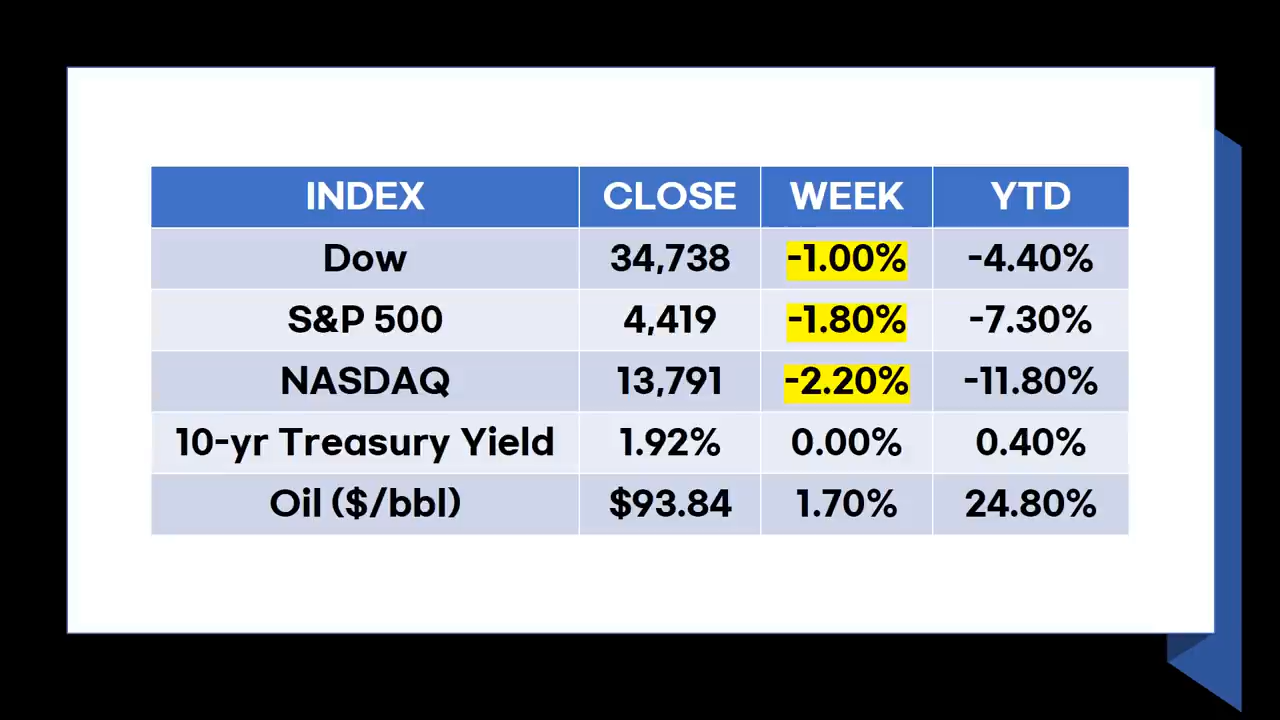 INDEX CLOSE WEEK YTD
Dow 34,738 -1.00% -4.40%
S&P 500 4,419 -1.80% -7.30%
NASDAQ 13,791 -2.20% -11.80%
10-yr Treasury Yield 1.92% 0.00% 0.40%
Oil ($/bbl) $93.84 1.70% 24.80%